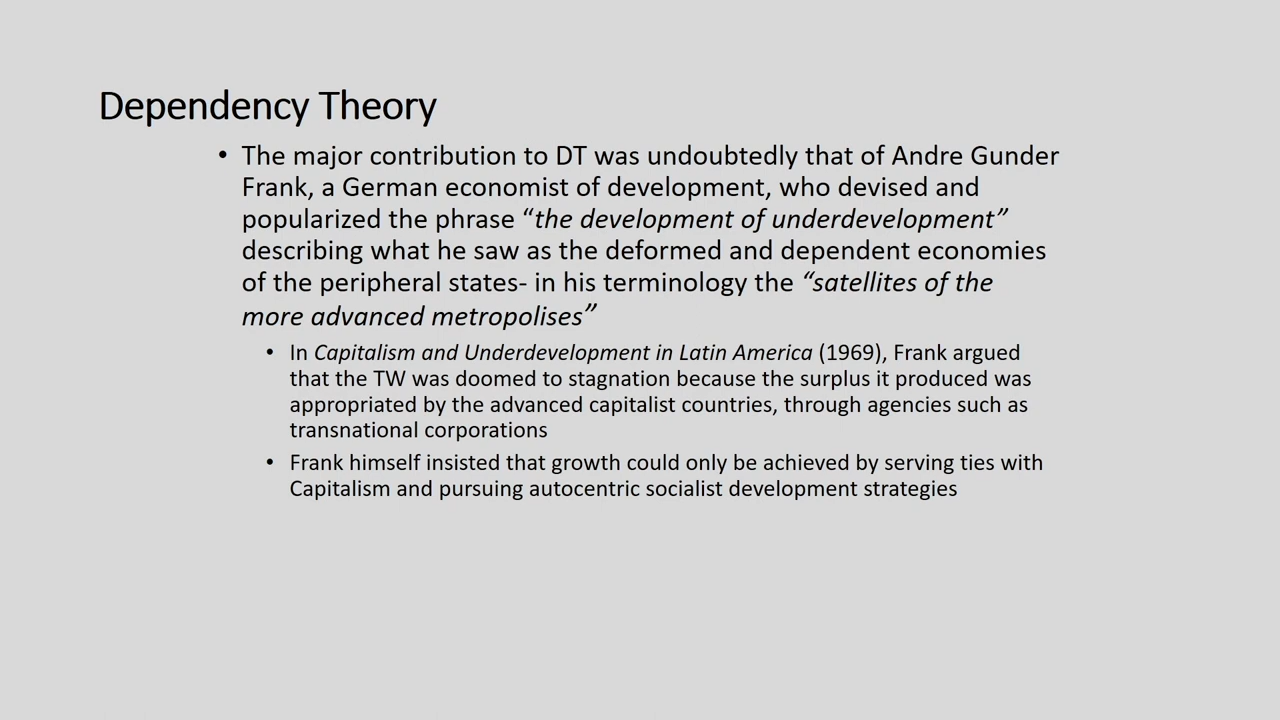 Dependency Theory
• The major contribution to DT was undoubtedly that of Andre Gunder
Frank, a German economist of development, who devised and
popularized the phrase “the development of underdevelopment”
describing what he saw as the deformed and dependent economies
of the peripheral states- in his terminology the “satellites of the
more advanced metropolises”
• In Capitalism and Underdevelopment in Latin America (1969), Frank argued
that the TW was doomed to stagnation because the surplus it produced was
appropriated by the advanced capitalist countries, through agencies such as
transnational corporations
• Frank himself insisted that growth could only be achieved by serving ties with
Capitalism and pursuing autocentric socialist development strategies